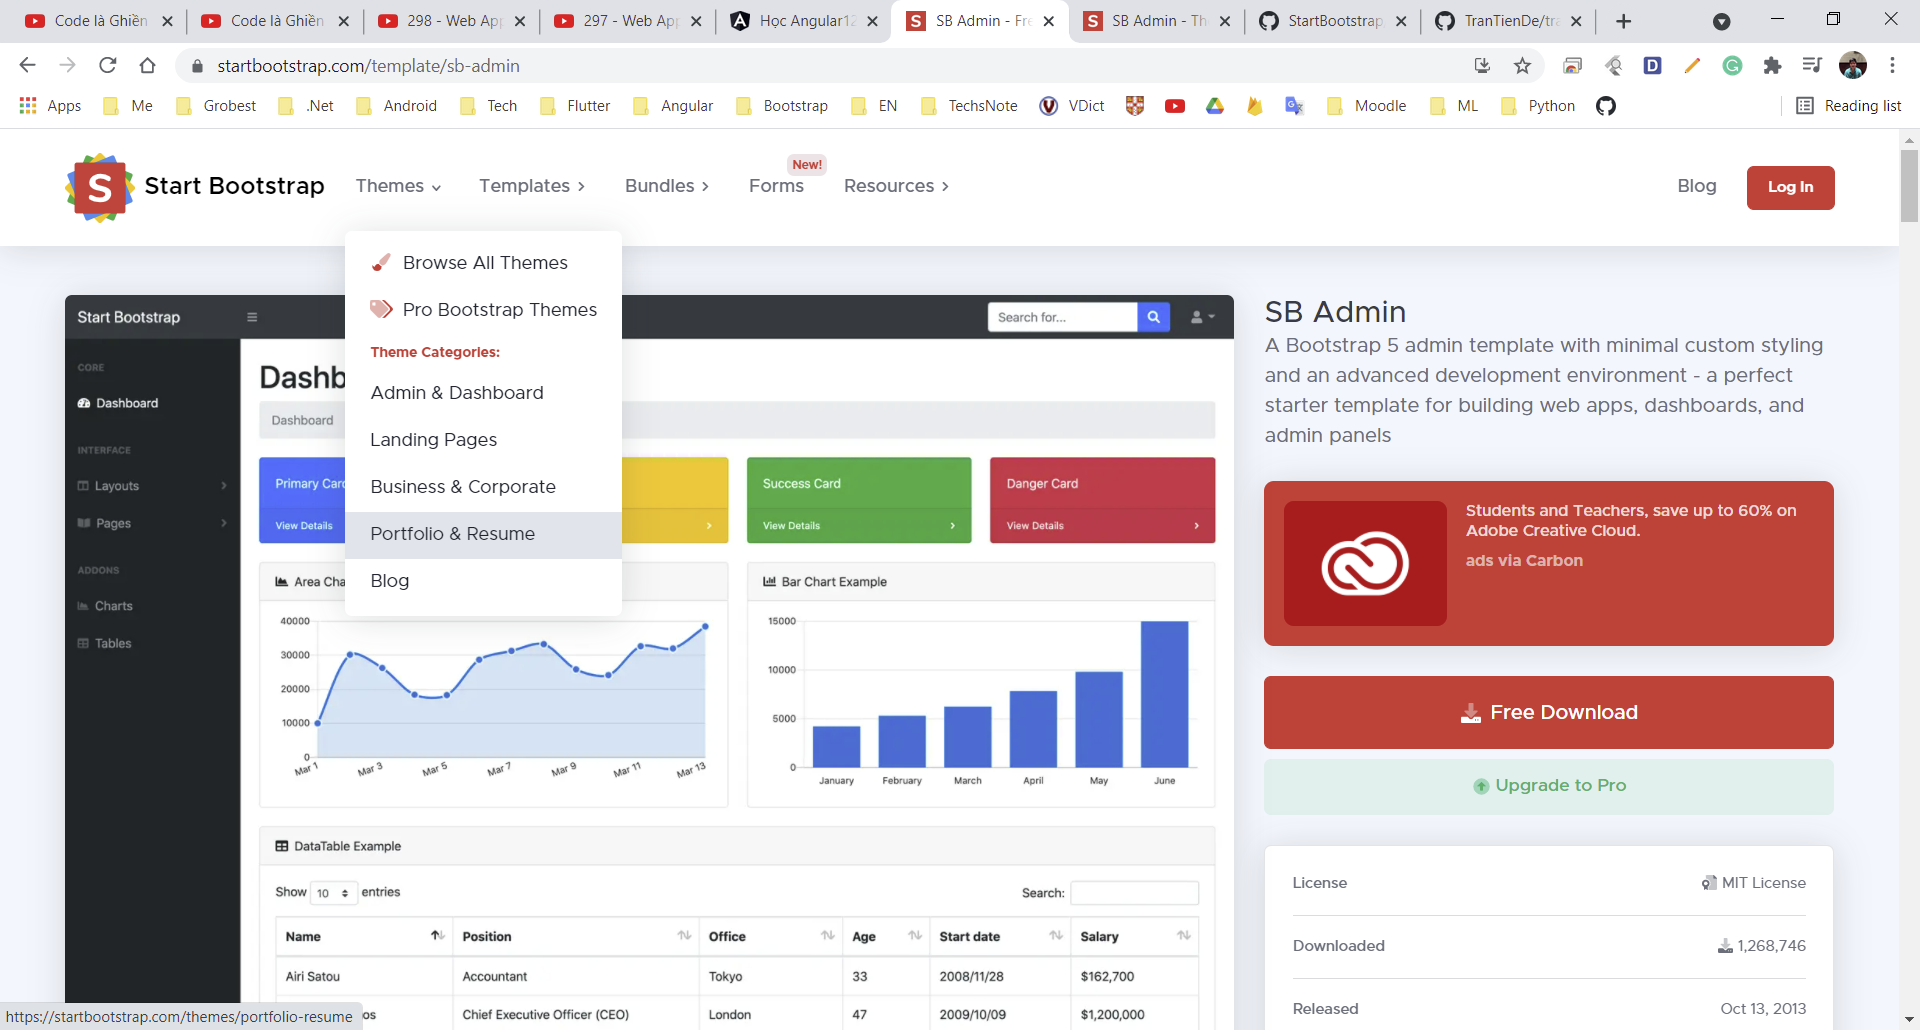 Code là Ghiền
Code là Ghiền
298 - Web App
297 - Web App
Học Angular12
SB Admin - Fre
SB Admin - Th
StartBootstrap
TranTienDe/tra
startbootstrap.com/template/sb-admin
Apps
Me
Grobest
.Net
Android
Tech
Flutter
Angular
Bootstrap
EN
TechsNote
VDict
Moodle
ML
Python
Reading list
S
Start Bootstrap
Themes
Templates
Bundles
New!
Forms
Resources
Blog
Log In
Browse All Themes
Pro Bootstrap Themes
Theme Categories:
Admin & Dashboard
Landing Pages
Business & Corporate
Portfolio & Resume
Blog
Start Bootstrap
Search for...
CORE
Dashboard
INTERFACE
Layouts
Pages
ADDONS
Charts
Tables
Dashb
Dashboard
Primary Card
View Details
Success Card
View Details
Danger Card
View Details
Area Cha
40000
30000
20000
10000
0
Mar 1
Mar 3
Mar 5
Mar 7
Mar 9
Mar 11
Mar 13
Bar Chart Example
15000
10000
5000
0
January
February
March
April
May
June
DataTable Example
Show 10 entries
Search:
Name
Position
Office
Age
Start date
Salary
Airi Satou
Accountant
Tokyo
33
2008/11/28
$162,700
os
Chief Executive Officer (CEO)
London
47
2009/10/09
$1,200,000
SB Admin
A Bootstrap 5 admin template with minimal custom styling
and an advanced development environment - a perfect
starter template for building web apps, dashboards, and
admin panels
Students and Teachers, save up to 60% on
Adobe Creative Cloud.
ads via Carbon
Free Download
Upgrade to Pro
License
MIT License
Downloaded
1,268,746
Released
Oct 13, 2013
https://startbootstrap.com/themes/portfolio-resume